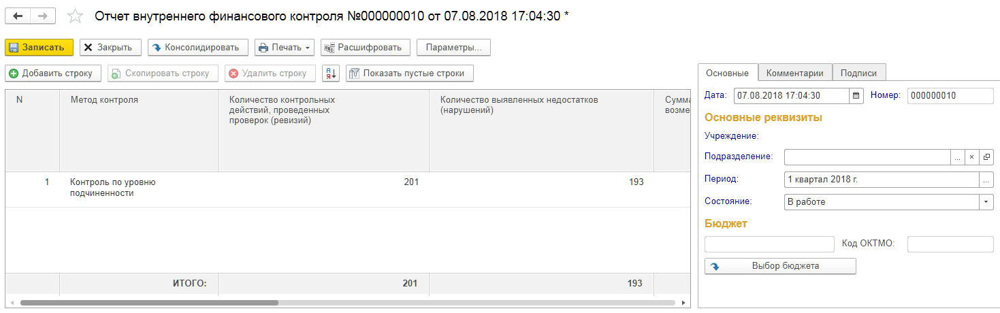 Отчет внутреннего финансового контроля №000000010 от 07.08.2018 17:04:30 *
Записать Закрыть Консолидировать Печать Расшифровать Параметры...
Добавить строку Скопировать строку Удалить строку Показать пустые строки
N Метод контроля Количество контрольных действий, проведенных проверок (ревизий) Количество выявленных недостатков (нарушений) Сумма возме
1 Контроль по уровню подчиненности 201 193
ИТОГО: 201 193
Основные Комментарии Подписи
Дата: 07.08.2018 17:04:30 Номер: 000000010
Основные реквизиты
Учреждение:
Подразделение: ...
Период: 1 квартал 2018 г. ...
Состояние: В работе
Бюджет
Код ОКТМО:
Выбор бюджета